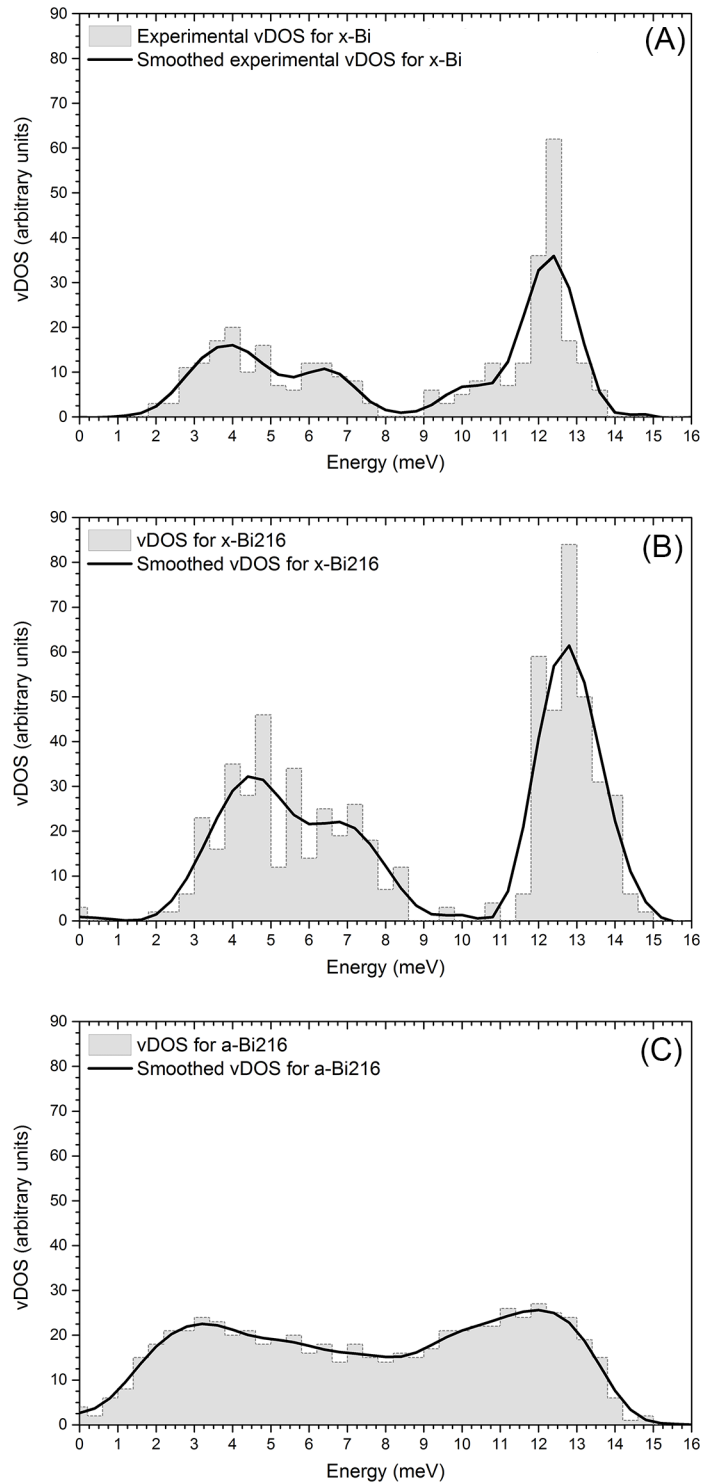 90
80
70
60
50
40
30
20
10
0
vDOS (arbitrary units)
Experimental vDOS for x-Bi
Smoothed experimental vDOS for x-Bi
(A)
0 1 2 3 4 5 6 7 8 9 10 11 12 13 14 15 16
Energy (meV)
90
80
70
60
50
40
30
20
10
0
vDOS (arbitrary units)
vDOS for x-Bi216
Smoothed vDOS for x-Bi216
(B)
0 1 2 3 4 5 6 7 8 9 10 11 12 13 14 15 16
Energy (meV)
90
80
70
60
50
40
30
20
10
0
vDOS (arbitrary units)
vDOS for a-Bi216
Smoothed vDOS for a-Bi216
(C)
0 1 2 3 4 5 6 7 8 9 10 11 12 13 14 15 16
Energy (meV)